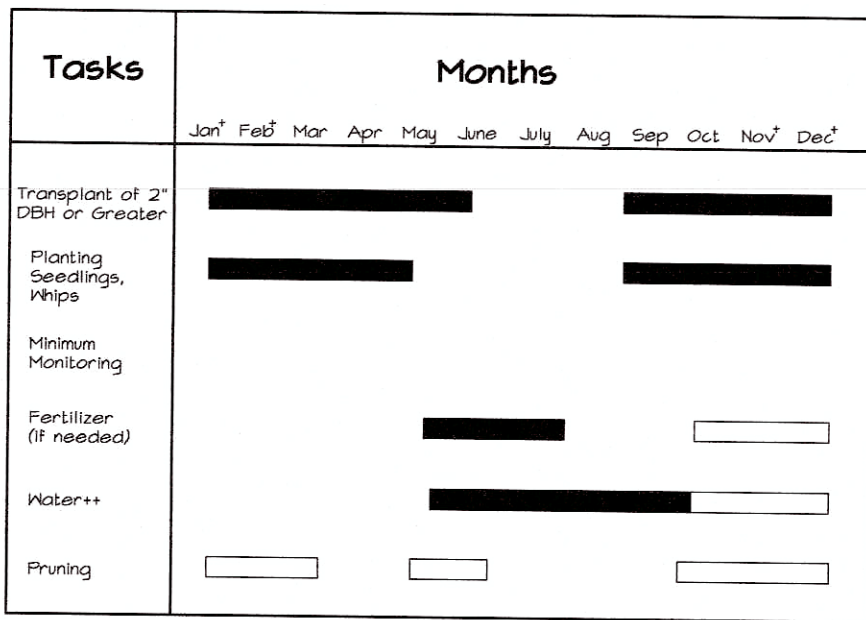 Tasks
Months
Jan+ Feb+ Mar Apr May June July Aug Sep Oct Nov+ Dec+
Transplant of 2"
DBH or Greater
Planting
Seedlings,
Whips
Minimum
Monitoring
Fertilizer
(if needed)
Water++
Pruning